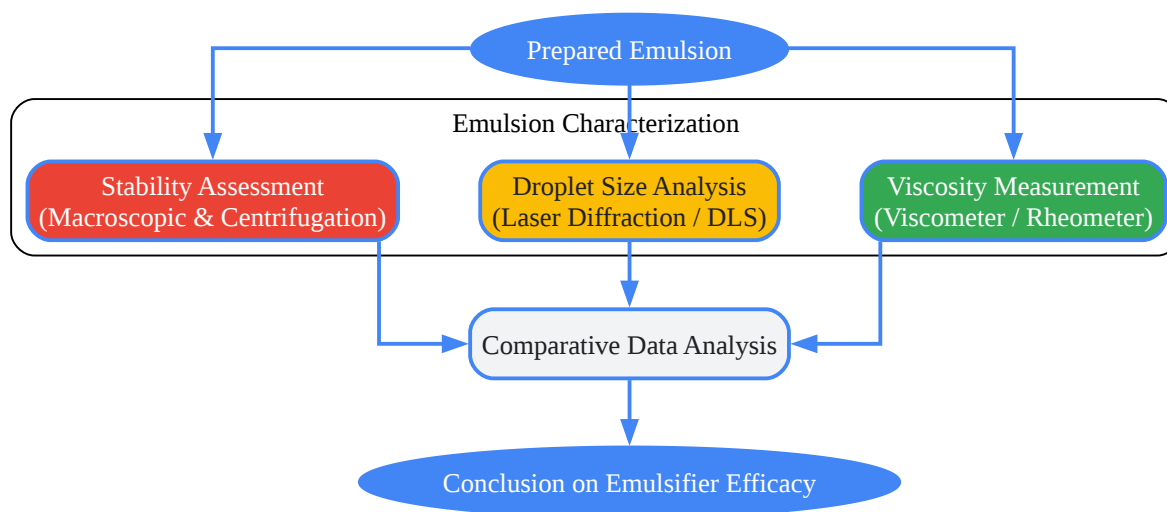 Prepared Emulsion
Emulsion Characterization
Stability Assessment
(Macroscopic & Centrifugation)
Droplet Size Analysis
(Laser Diffraction / DLS)
Viscosity Measurement
(Viscometer / Rheometer)
Comparative Data Analysis
Conclusion on Emulsifier Efficacy